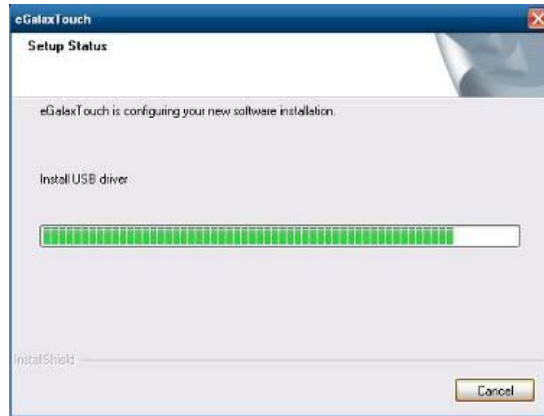 eGalaxTouch
Setup Status
eGalaxTouch is configuring your new software installation.
Install USB driver
InstallShield
Cancel